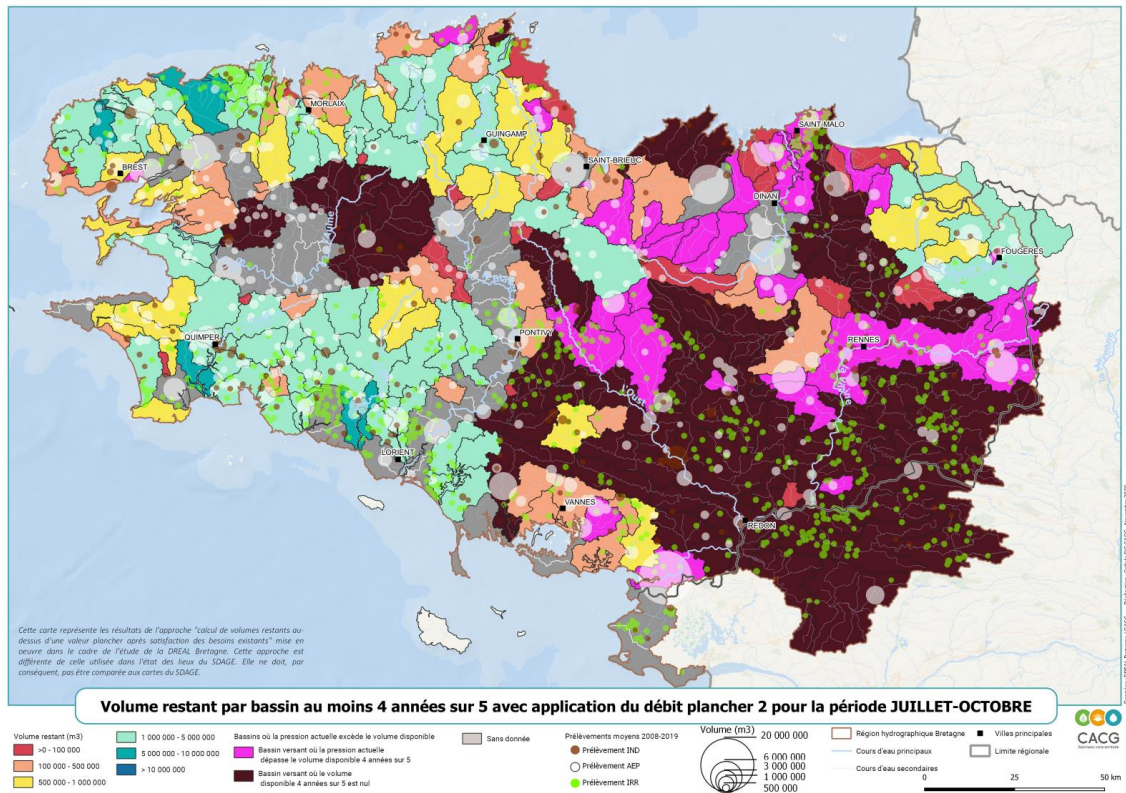 MORLAIX
GUINGAMP
SAINT-BRIEUC
SAINT-MALO
BREST
DINAN
FOUGÈRES
QUIMPER
PONTIVY
RENNES
l'Oust
la Vilaine
LORIENT
VANNES
REDON
Cette carte représente les résultats de l'approche "calcul de volumes restants au-
dessus d'une valeur plancher après satisfaction des besoins existants" mise en
oeuvre dans le cadre de l'étude de la DREAL Bretagne. Cette approche est
différente de celle utilisée dans l'état des lieux du SDAGE. Elle ne doit, par
conséquent, pas être comparée aux cartes du SDAGE.
Volume restant par bassin au moins 4 années sur 5 avec application du débit plancher 2 pour la période JUILLET-OCTOBRE
Volume restant (m3)
>0 - 100 000
100 000 - 500 000
500 000 - 1 000 000
1 000 000 - 5 000 000
5 000 000 - 10 000 000
> 10 000 000
Bassins où la pression actuelle excède le volume disponible
Bassin versant où la pression actuelle
dépasse le volume disponible 4 années sur 5
Bassin versant où le volume
disponible 4 années sur 5 est nul
Sans donnée
Prélèvements moyens 2008-2019
Prélèvement IND
Prélèvement AEP
Prélèvement IRR
Volume (m3)
20 000 000
6 000 000
3 000 000
1 000 000
500 000
Région hydrographique Bretagne
Cours d'eau principaux
Cours d'eau secondaires
Villes principales
Limite régionale
0 25 50 km
CACG